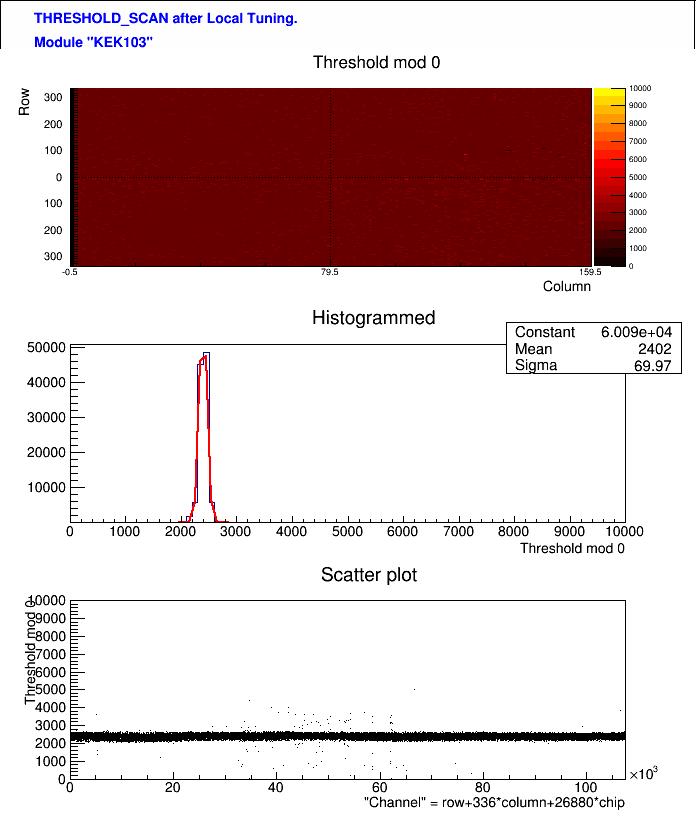 THRESHOLD_SCAN after Local Tuning.
Module "KEK103"
Threshold mod 0
Row
300
200
100
0
100
200
300
-0.5
79.5
159.5
Column
10000
9000
8000
7000
6000
5000
4000
3000
2000
1000
0
Histogrammed
Constant 6.009e+04
Mean 2402
Sigma 69.97
50000
40000
30000
20000
10000
0 1000 2000 3000 4000 5000 6000 7000 8000 9000 10000
Threshold mod 0
Scatter plot
Threshold mod 0
10000
9000
8000
7000
6000
5000
4000
3000
2000
1000
0
0 20 40 60 80 100
×10³
"Channel" = row+336*column+26880*chip